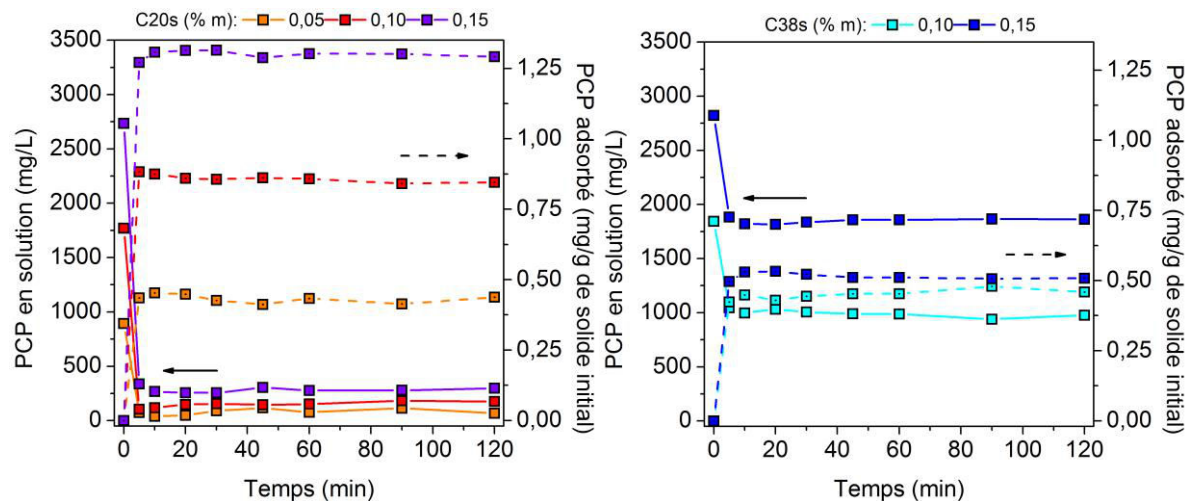 C20s (% m): 0,05 0,10 0,15
3500
3000
2500
2000
1500
1000
500
0
PCP en solution (mg/L)
1,25
1,00
0,75
0,50
0,25
0,00
PCP adsorbé (mg/g de solide initial)
0 20 40 60 80 100 120
Temps (min)
C38s (% m): 0,10 0,15
3500
3000
2500
2000
1500
1000
500
0
PCP en solution (mg/L)
1,25
1,00
0,75
0,50
0,25
0,00
PCP adsorbé (mg/g de solide initial)
0 20 40 60 80 100 120
Temps (min)